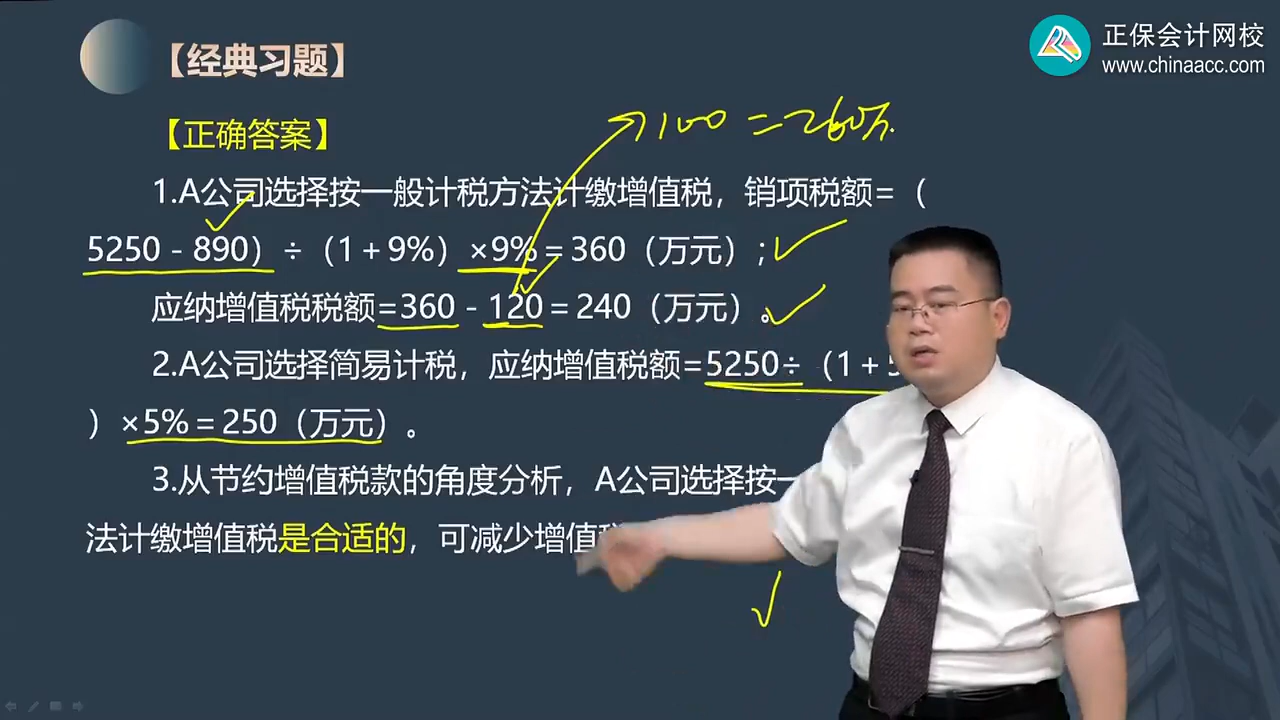 【经典习题】
正保会计网校
www.chinaacc.com
【正确答案】
→100=260万
1.A公司选择按一般计税方法计缴增值税，销项税额=（
5250-890）÷（1+9%）×9%=360（万元）；
应纳增值税税额=360-120=240（万元）。
2.A公司选择简易计税，应纳增值税额=5250÷（1+5
）×5%=250（万元）。
3.从节约增值税款的角度分析，A公司选择按一
法计缴增值税是合适的，可减少增值税